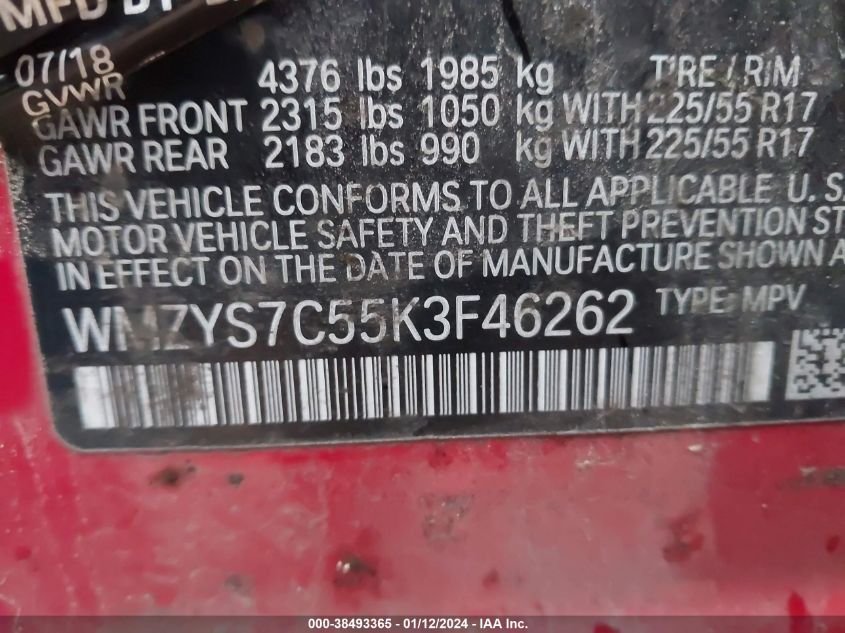 MFD BY
07/18
GVWR 4376 lbs 1985 kg TIRE / RIM
GAWR FRONT 2315 lbs 1050 kg WITH 225/55 R17
GAWR REAR 2183 lbs 990 kg WITH 225/55 R17
THIS VEHICLE CONFORMS TO ALL APPLICABLE U. S.
MOTOR VEHICLE SAFETY AND THEFT PREVENTION ST
IN EFFECT ON THE DATE OF MANUFACTURE SHOWN A
WMZYS7C55K3F46262 TYPE: MPV
000-38493365 - 01/12/2024 - IAA Inc.